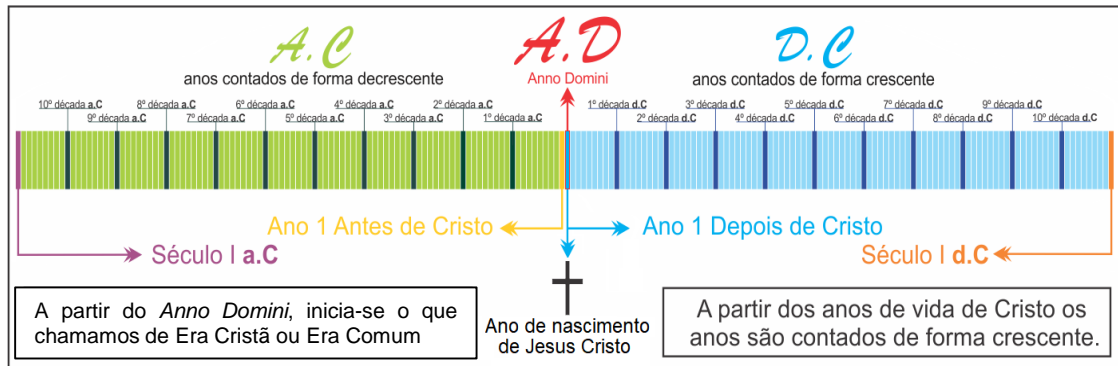 A.C
anos contados de forma decrescente
A.D
Anno Domini
D.C
anos contados de forma crescente
10º década a.C
8º década a.C
6º década a.C
4º década a.C
2º década a.C
9º década a.C
7º década a.C
5º década a.C
3º década a.C
1º década a.C
1º década d.C
3º década d.C
5º década d.C
7º década d.C
9º década d.C
2º década d.C
4º década d.C
6º década d.C
8º década d.C
10º década d.C
Ano 1 Antes de Cristo
Ano 1 Depois de Cristo
Século I a.C
Século I d.C
A partir do Anno Domini, inicia-se o que
chamamos de Era Cristã ou Era Comum
Ano de nascimento
de Jesus Cristo
A partir dos anos de vida de Cristo os
anos são contados de forma crescente.